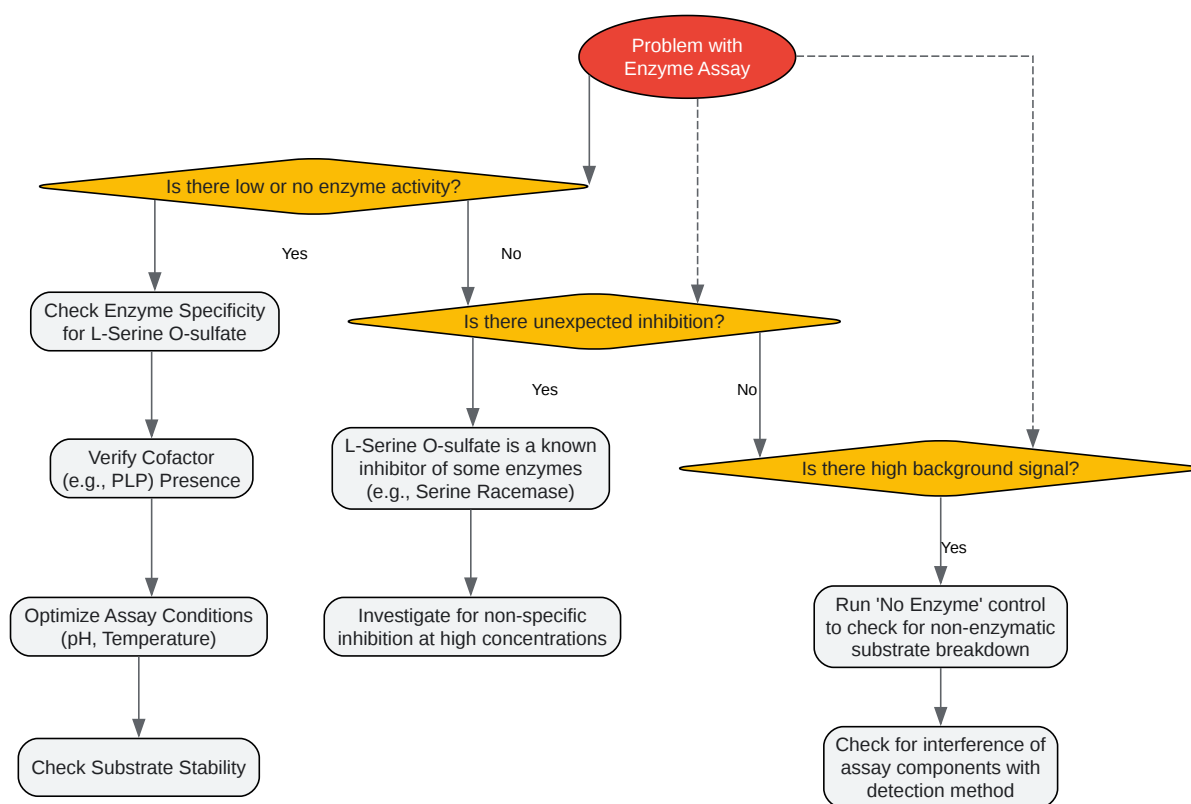 Problem with
Enzyme Assay
Is there low or no enzyme activity?
Yes
No
Check Enzyme Specificity
for L-Serine O-sulfate
Is there unexpected inhibition?
Yes
No
Verify Cofactor
(e.g., PLP) Presence
L-Serine O-sulfate is a known
inhibitor of some enzymes
(e.g., Serine Racemase)
Is there high background signal?
Yes
Optimize Assay Conditions
(pH, Temperature)
Investigate for non-specific
inhibition at high concentrations
Run 'No Enzyme' control
to check for non-enzymatic
substrate breakdown
Check Substrate Stability
Check for interference of
assay components with
detection method